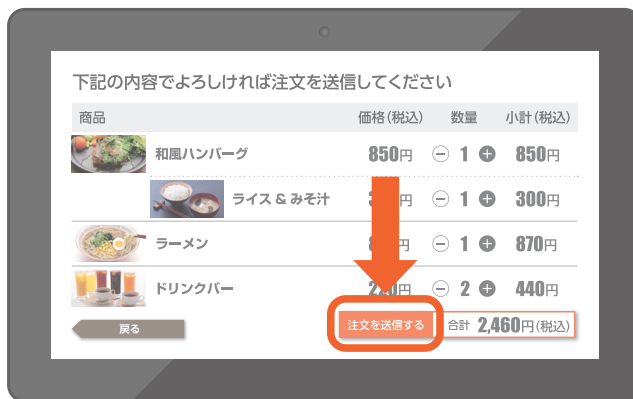 下記の内容でよろしければ注文を送信してください
商品 価格(税込) 数量 小計(税込)
和風ハンバーグ 850円 1 850円
ライス & みそ汁 円 1 300円
ラーメン 円 1 870円
ドリンクバー 円 2 440円
戻る 注文を送信する 合計 2,460円(税込)